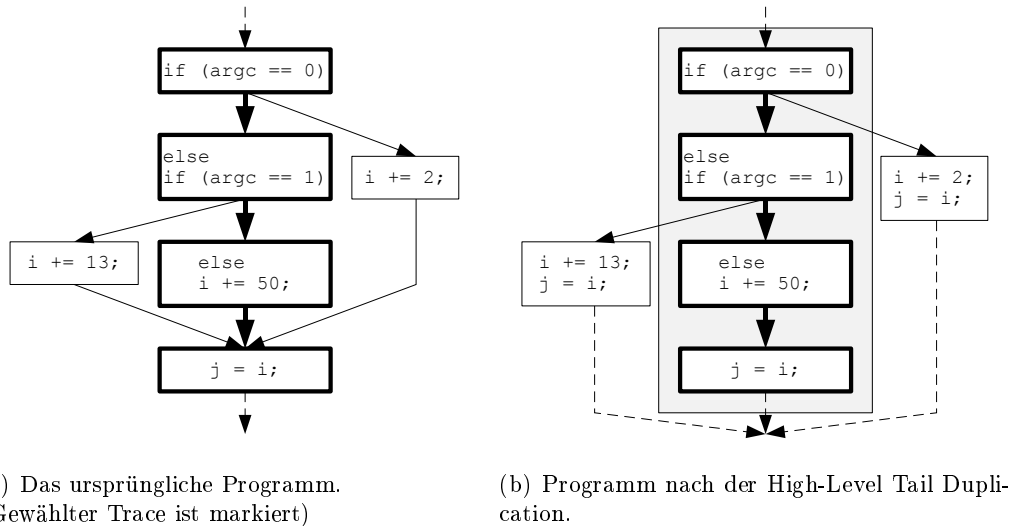 if (argc == 0)
else
if (argc == 1)
i += 2;
i += 13;
else
i += 50;
j = i;
) Das ursprüngliche Programm.
Gewählter Trace ist markiert)
if (argc == 0)
else
if (argc == 1)
i += 2;
j = i;
i += 13;
j = i;
else
i += 50;
j = i;
(b) Programm nach der High-Level Tail Dupli-
cation.